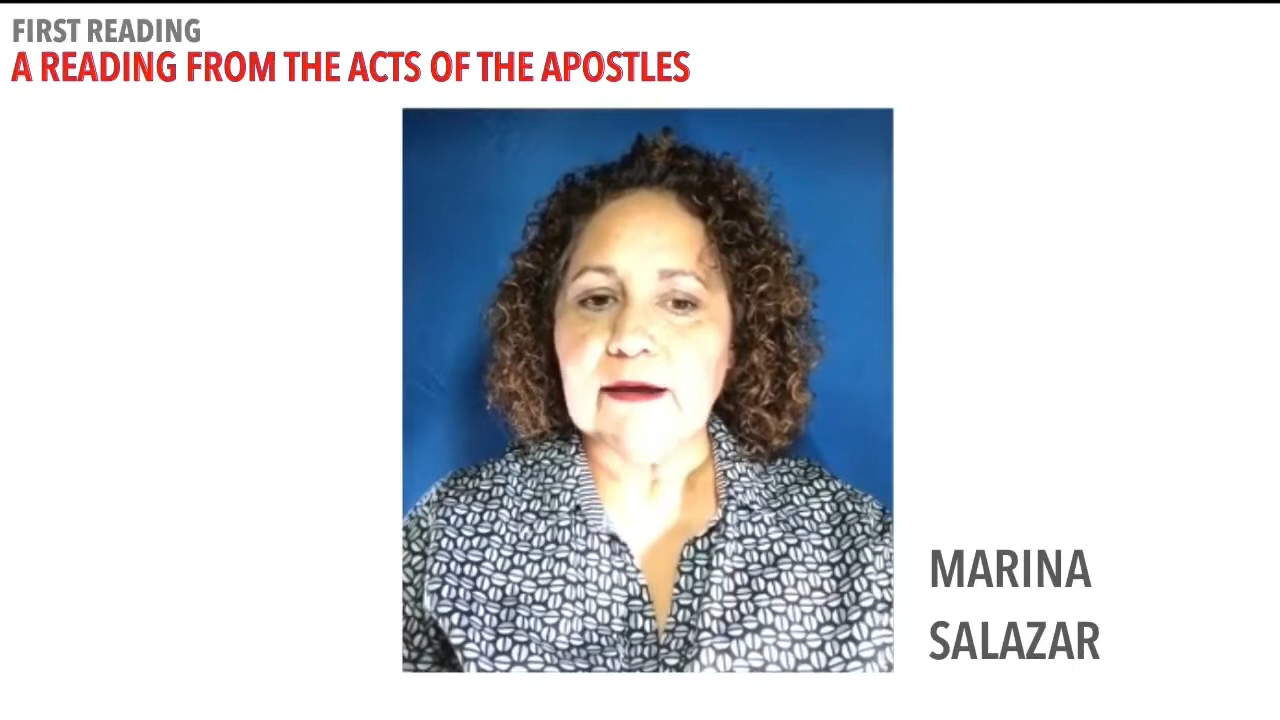 FIRST READING
A READING FROM THE ACTS OF THE APOSTLES
MARINA
SALAZAR